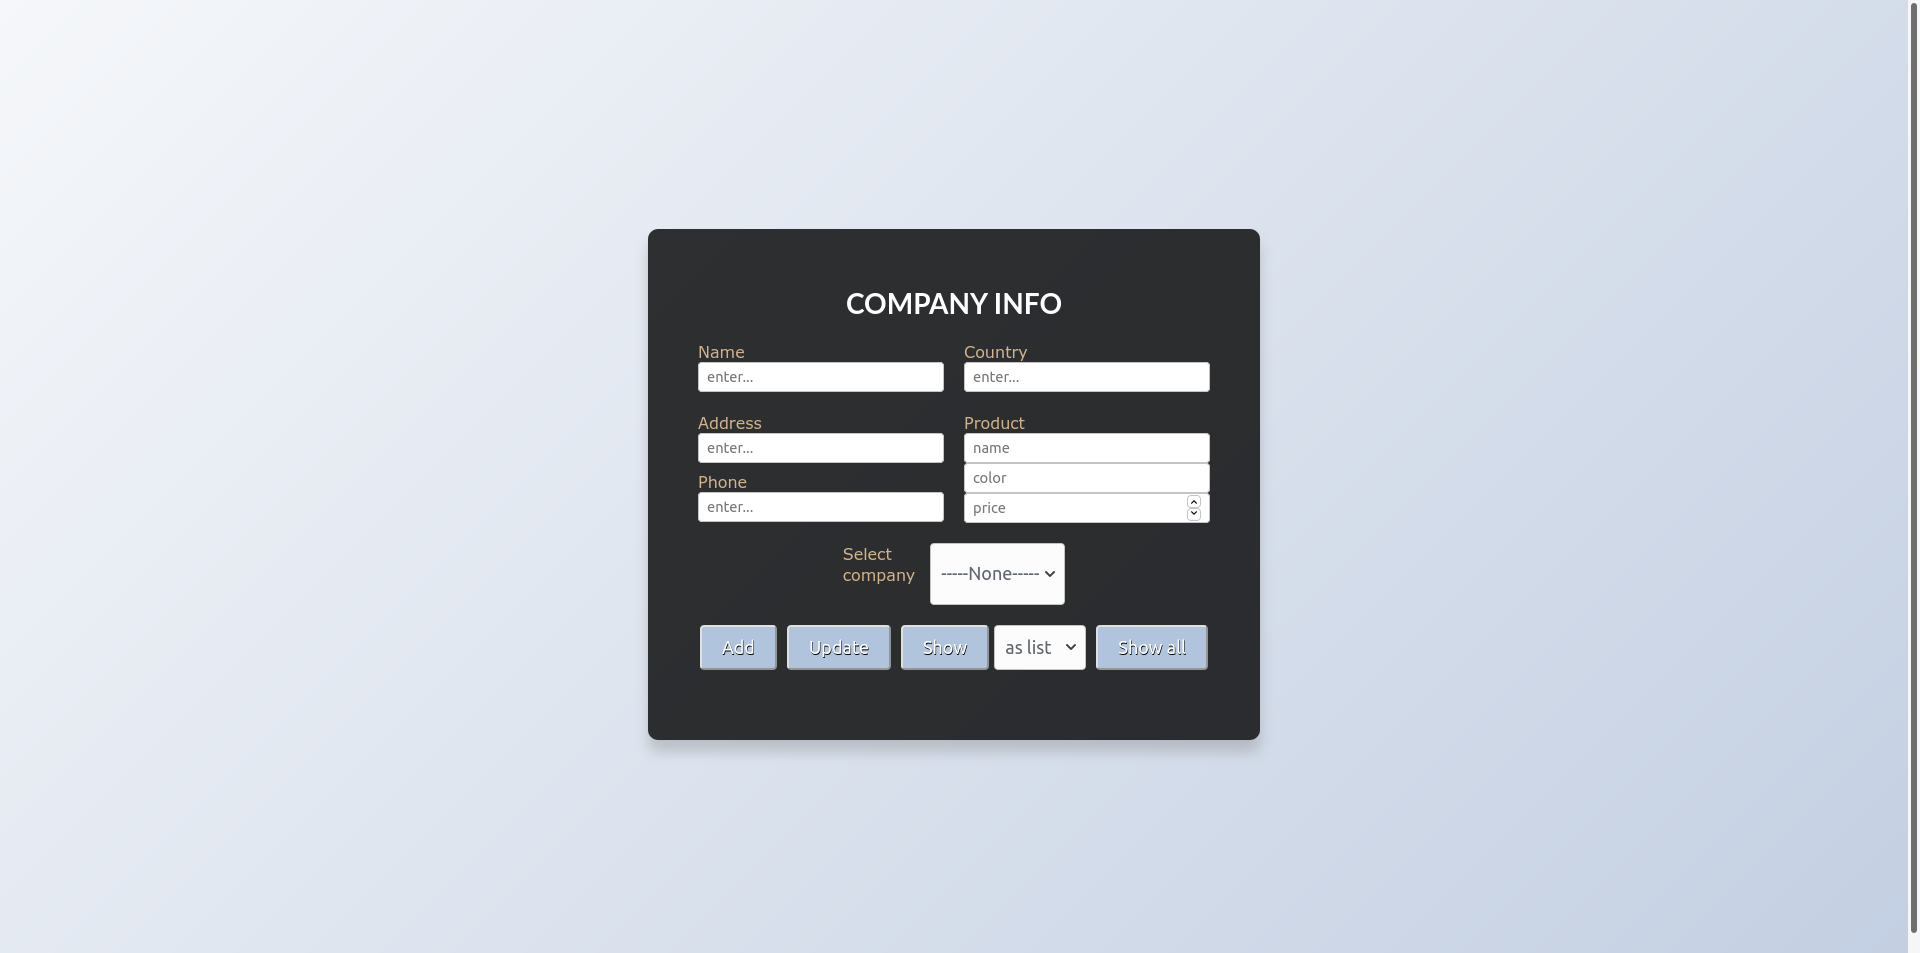 COMPANY INFO
Name
Country
enter...
enter...
Address
Product
enter...
name
color
Phone
enter...
price
Select
company
-----None-----
Add
Update
Show
as list
Show all